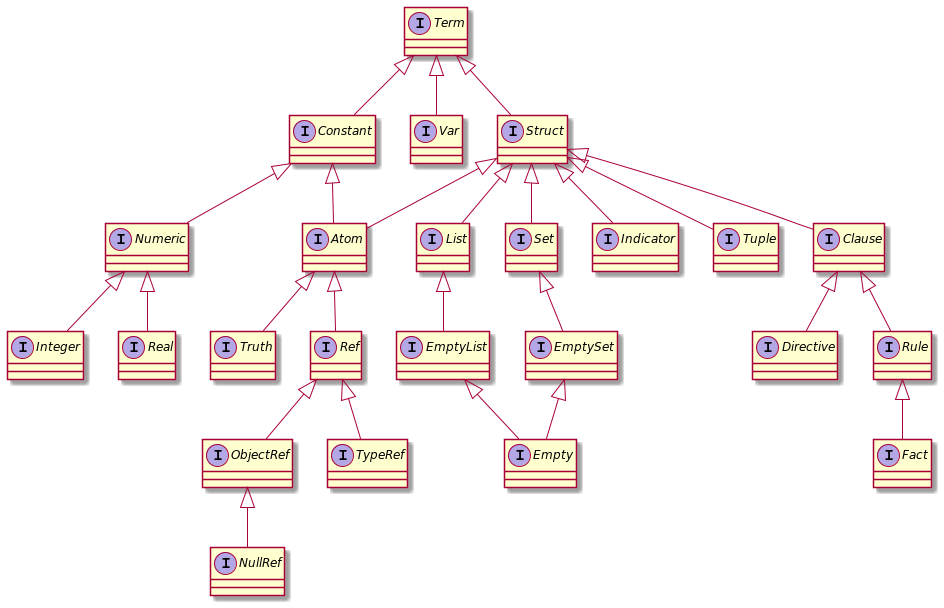 I Term
I Constant
I Var
I Struct
I Numeric
I Atom
I List
I Set
I Indicator
I Tuple
I Clause
I Integer
I Real
I Truth
I Ref
I EmptyList
I EmptySet
I Directive
I Rule
I ObjectRef
I TypeRef
I Empty
I Fact
I NullRef